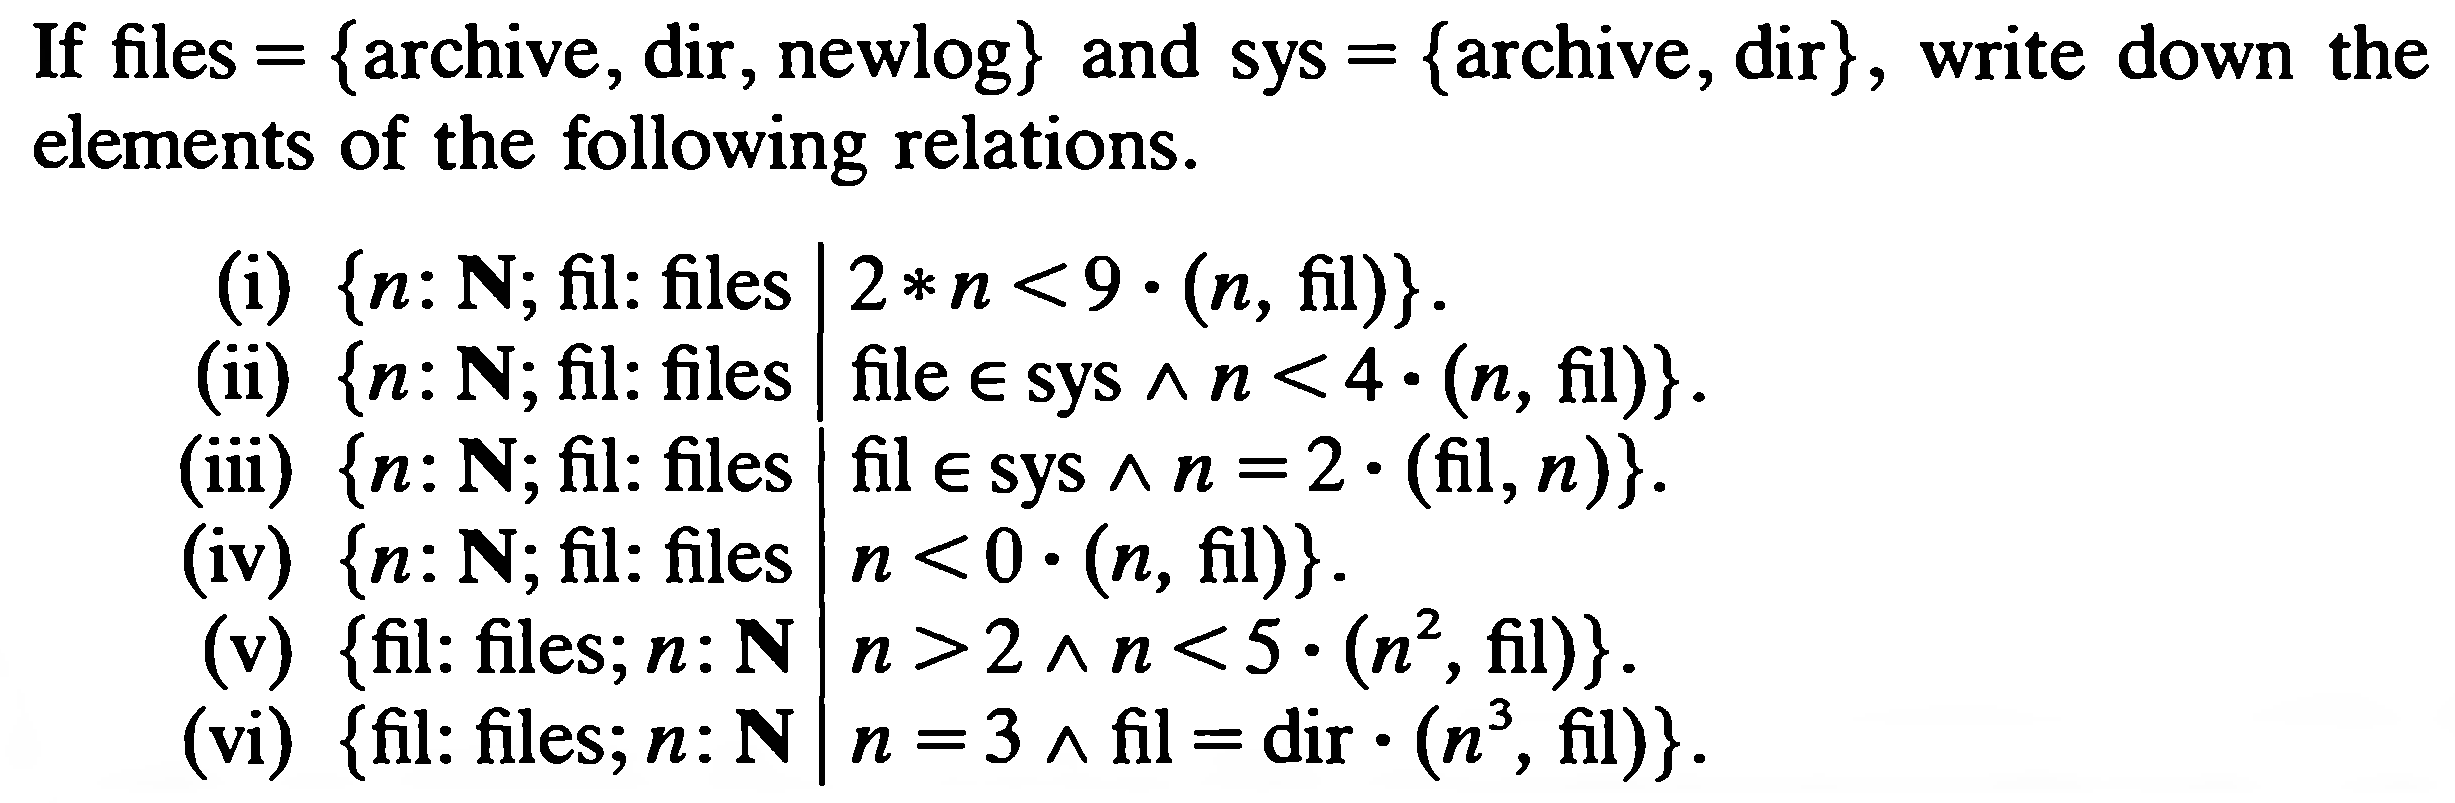 If files = {archive, dir, newlog} and sys = {archive, dir}, write down the
elements of the following relations.
(i) {n: N; fil: files | 2 * n < 9 · (n, fil)}.
(ii) {n: N; fil: files | file ∈ sys ∧ n < 4 · (n, fil)}.
(iii) {n: N; fil: files | fil ∈ sys ∧ n = 2 · (fil, n)}.
(iv) {n: N; fil: files | n < 0 · (n, fil)}.
(v) {fil: files; n: N | n > 2 ∧ n < 5 · (n², fil)}.
(vi) {fil: files; n: N | n = 3 ∧ fil = dir · (n³, fil)}.